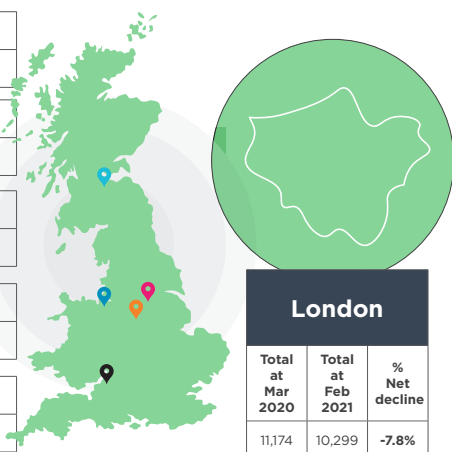 London
Total at Mar 2020
Total at Feb 2021
% Net decline
11,174 10,299 -7.8%